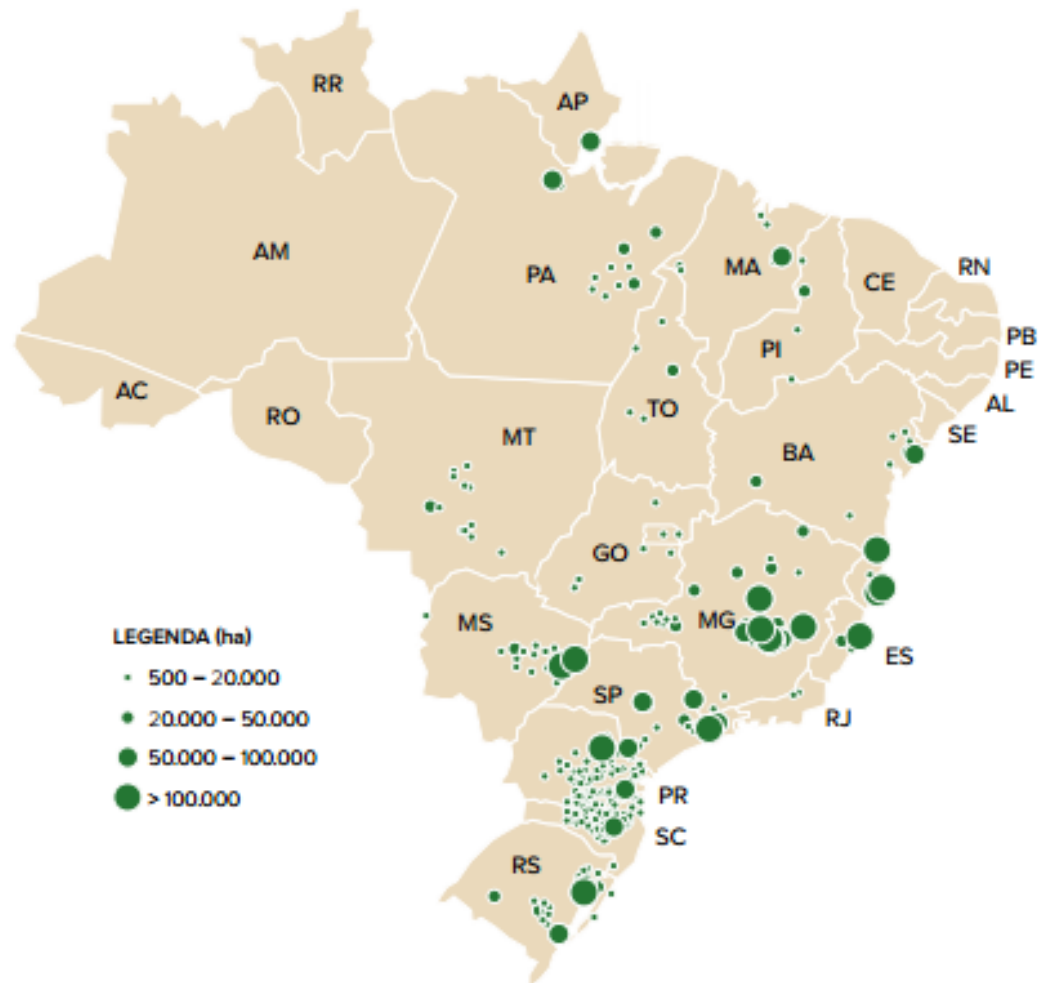 RR
AP
AM
PA
MA
CE
RN
PB
PI
PE
AC
TO
AL
RO
MT
SE
BA
GO
MS
MG
LEGENDA (ha)
ES
500 – 20.000
SP
20.000 – 50.000
RJ
50.000 – 100.000
PR
> 100.000
SC
RS